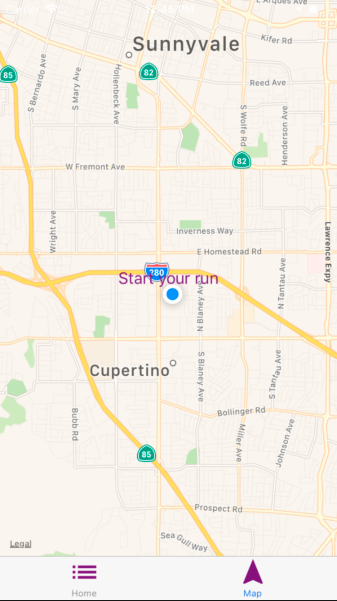 L Arques Ave
Sunnyvale
Kifer Rd
82
85
S Bernardo Ave
S Mary Ave
Hollenbeck Ave
Reed Ave
S Wolfe Rd
Henderson Ave
82
W Fremont Ave
Wright Ave
Inverness Way
Lawrence Expy
E Homestead Rd
280
Start your run
N Blaney Ave
N Tantau Ave
Cupertino
S Blaney Ave
S Tantau Ave
Bubb Rd
Bollinger Rd
Miller Ave
Johnson Ave
85
Prospect Rd
Sea Gull Way
Legal
Home
Map